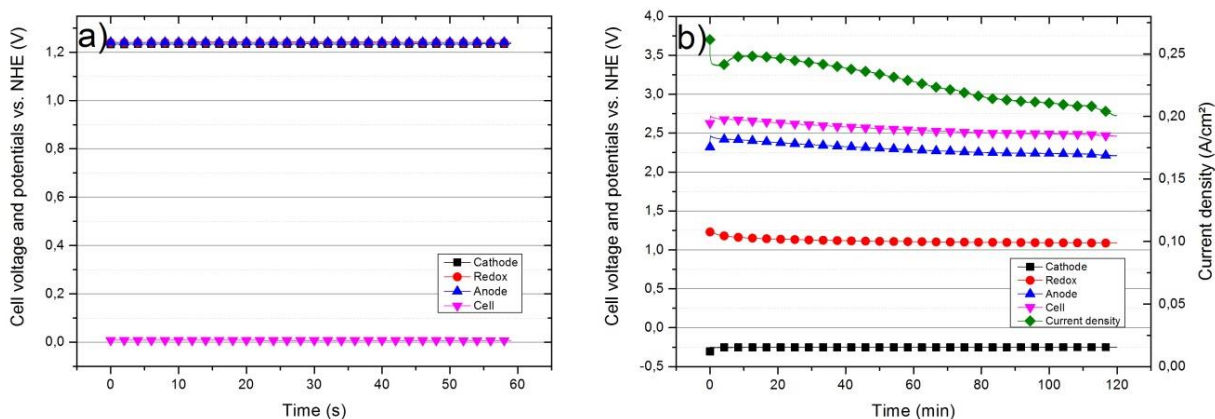 a)
Cell voltage and potentials vs. NHE (V)
1,2
1,0
0,8
0,6
0,4
0,2
0,0
Cathode
Redox
Anode
Cell
0 10 20 30 40 50 60
Time (s)
b)
Cell voltage and potentials vs. NHE (V)
4,0
3,5
3,0
2,5
2,0
1,5
1,0
0,5
0,0
-0,5
Cathode
Redox
Anode
Cell
Current density
0,25
0,20
0,15
0,10
0,05
0,00
Current density (A/cm²)
0 20 40 60 80 100 120
Time (min)